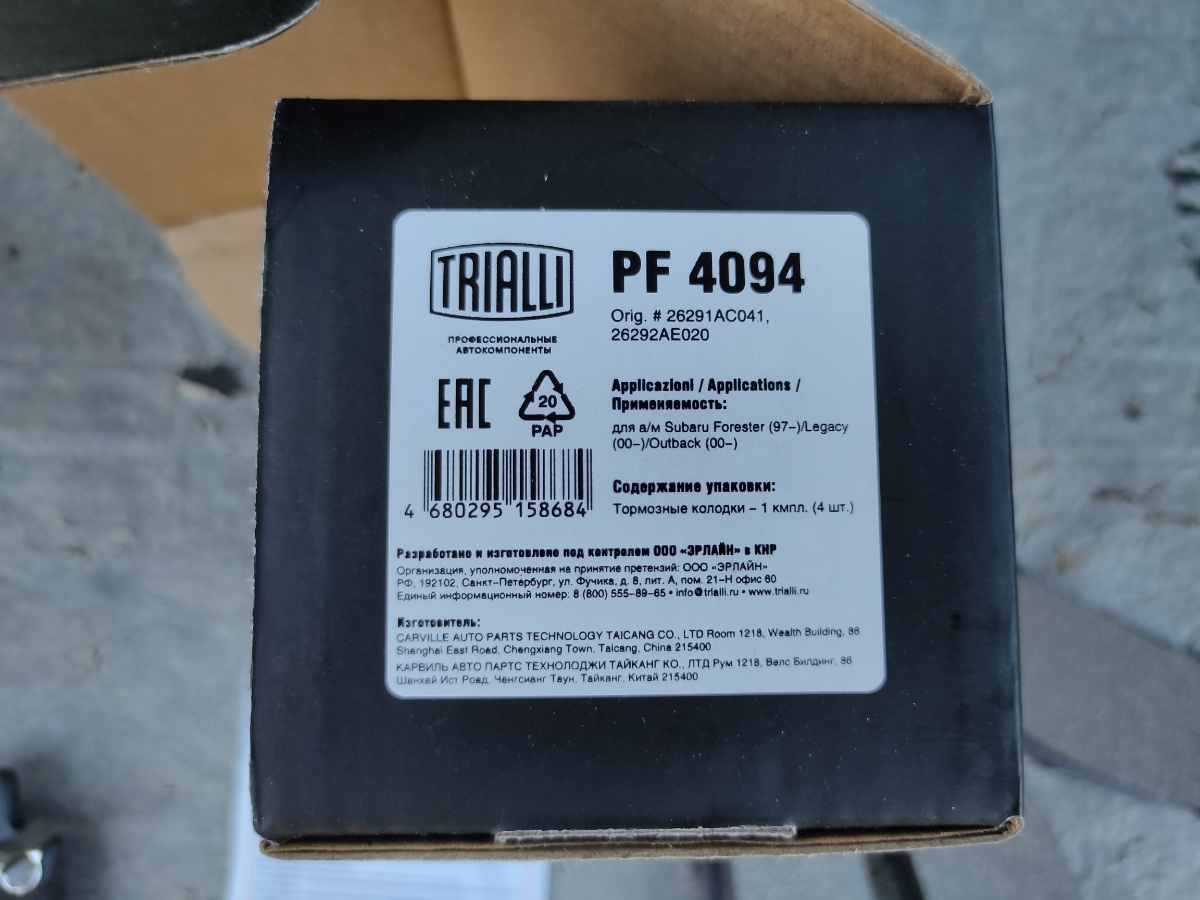 TRIALLI
ПРОФЕССИОНАЛЬНЫЕ
АВТОКОМПОНЕНТЫ
EAC
20
PAP
4 680295 158684
PF 4094
Orig. # 26291AC041,
26292AE020
Applicazioni / Applications /
Применяемость:
для а/м Subaru Forester (97-)/Legacy
(00-)/Outback (00-)
Содержание упаковки:
Тормозные колодки – 1 кмпл. (4 шт.)
Разработано и изготовлено под контролем ООО «ЭРЛАЙН» в КНР
Организация, уполномоченная на принятие претензий: ООО «ЭРЛАЙН»
РФ, 192102, Санкт-Петербург, ул. Фучика, д. 8, лит. А, пом. 21-Н офис 60
Единый информационный номер: 8 (800) 555-89-65 • info@trialli.ru • www.trialli.ru
Изготовитель:
CARVILLE AUTO PARTS TECHNOLOGY TAICANG CO., LTD Room 1218, Wealth Building, 86
Shanghai East Road, Chengxiang Town, Taicang, China 215400
КАРВИЛЬ АВТО ПАРТС ТЕХНОЛОДЖИ ТАЙКАНГ КО., ЛТД Рум 1218, Велс Билдинг, 86
Шанхай Ист Роад, Ченгсианг Таун, Тайканг, Китай 215400